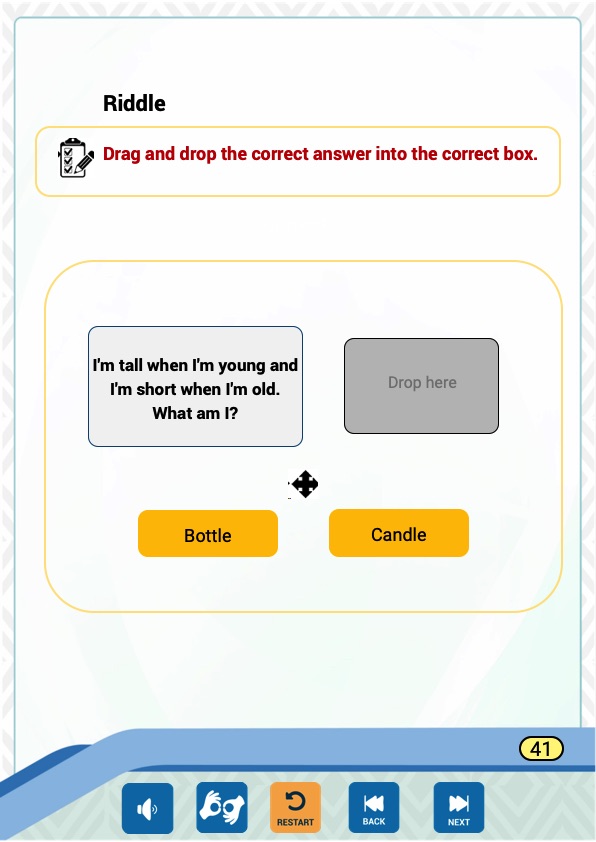 Riddle
Drag and drop the correct answer into the correct box.
I'm tall when I'm young and
I'm short when I'm old.
What am I?
Drop here
Bottle
Candle
41
RESTART
BACK
NEXT